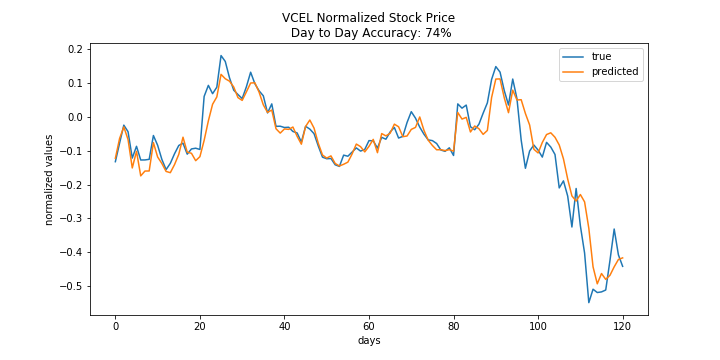 VCEL Normalized Stock Price
Day to Day Accuracy: 74%
true
predicted
normalized values
0.2
0.1
0.0
−0.1
−0.2
−0.3
−0.4
−0.5
0 20 40 60 80 100 120
days